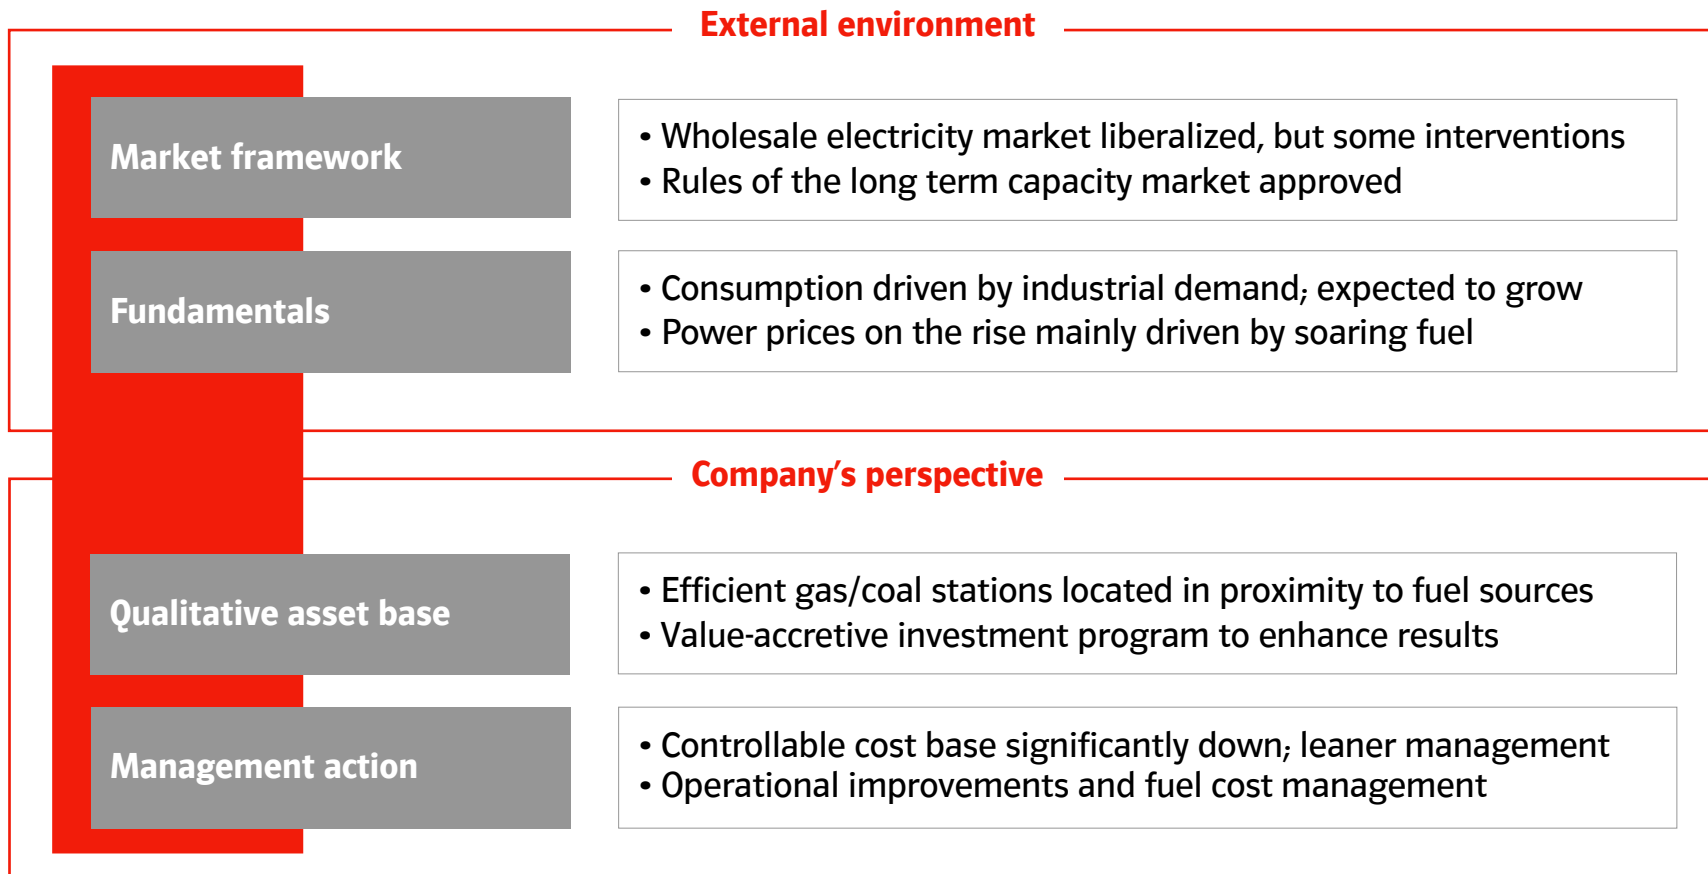 External environment
Market framework
• Wholesale electricity market liberalized, but some interventions
• Rules of the long term capacity market approved
Fundamentals
• Consumption driven by industrial demand; expected to grow
• Power prices on the rise mainly driven by soaring fuel
Company's perspective
Qualitative asset base
• Efficient gas/coal stations located in proximity to fuel sources
• Value-accretive investment program to enhance results
Management action
• Controllable cost base significantly down; leaner management
• Operational improvements and fuel cost management